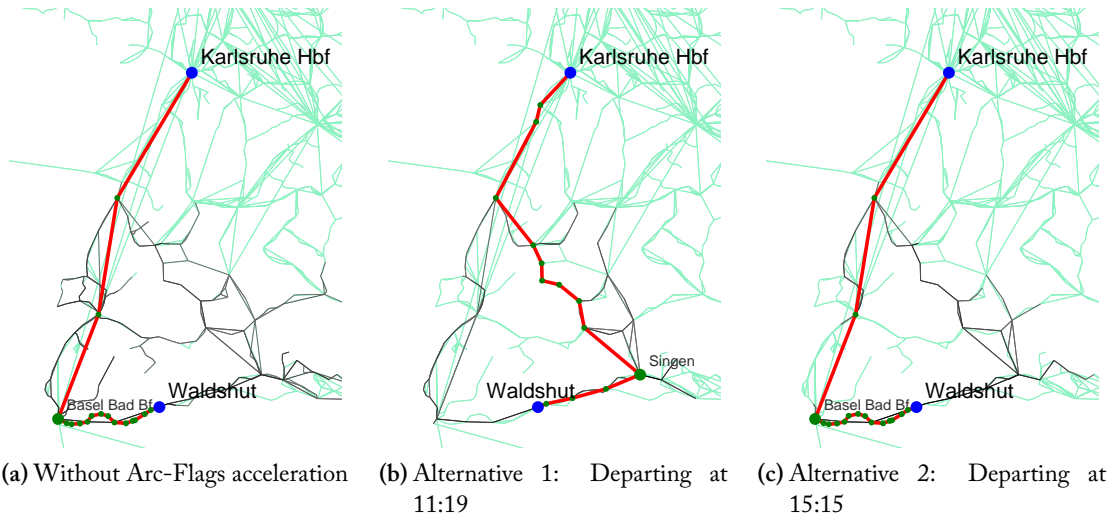 Karlsruhe Hbf
Basel Bad Bf
Waldshut
(a) Without Arc-Flags acceleration
Karlsruhe Hbf
Singen
Waldshut
(b) Alternative 1: Departing at
11:19
Karlsruhe Hbf
Basel Bad Bf
Waldshut
(c) Alternative 2: Departing at
15:15